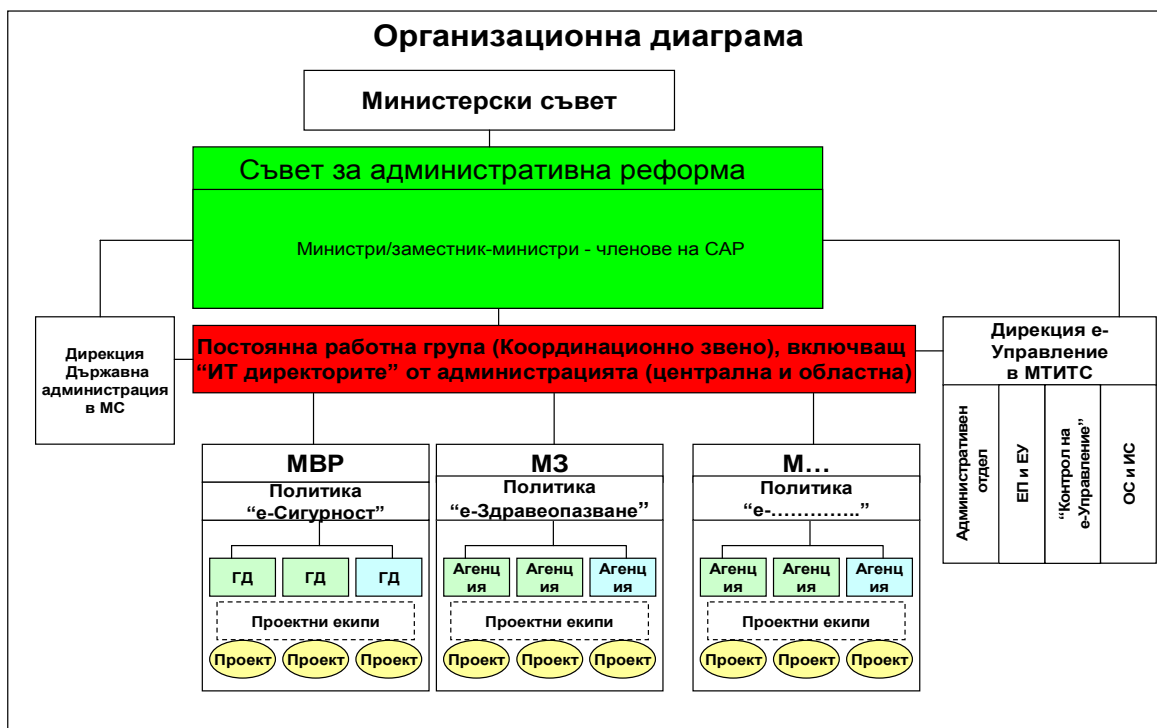 Организационна диаграма
Министерски съвет
Съвет за административна реформа
Министри/заместник-министри - членове на САР
Дирекция
Държавна
администрация
в МС
Постоянна работна група (Координационно звено), включващ
“ИТ директорите” от администрацията (централна и областна)
Дирекция е-
Управление
в МТИТС
Административен
отдел
ЕП и ЕУ
“Контрол на
е-Управление”
ОС и ИС
МВР
Политика
“е-Сигурност”
ГД
ГД
ГД
Проектни екипи
Проект
Проект
Проект
МЗ
Политика
“е-Здравеопазване”
Агенц
ия
Агенц
ия
Агенц
ия
Проектни екипи
Проект
Проект
Проект
М…
Политика
“е-…………..”
Агенц
ия
Агенц
ия
Агенц
ия
Проектни екипи
Проект
Проект
Проект